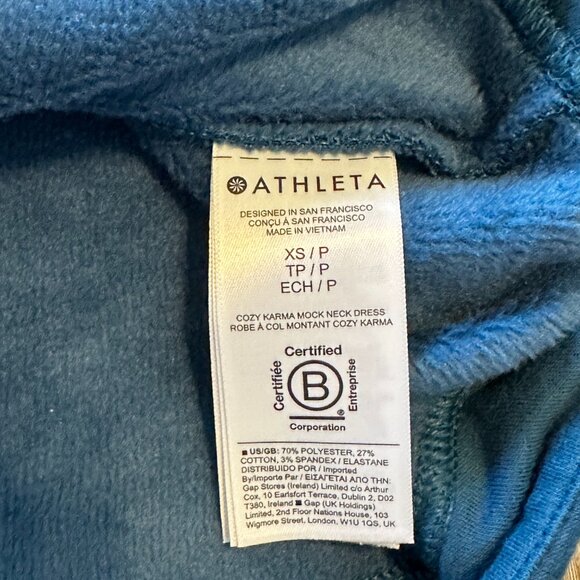 ATHLETA
DESIGNED IN SAN FRANCISCO
CONÇU À SAN FRANCISCO
MADE IN VIETNAM
XS / P
TP / P
ECH / P
COZY KARMA MOCK NECK DRESS
ROBE À COL MONTANT COZY KARMA
Certified
Certifiée
B
®
Entreprise
Corporation
■ US/GB: 70% POLYESTER, 27%
COTTON, 3% SPANDEX / ELASTANE
DISTRIBUIDO POR / Imported
By/Importe Par / ΕΙΣΑΓΕΤΑΙ ΑΠΟ ΤΗΝ:
Gap Stores (Ireland) Limited c/o Arthur
Cox, 10 Earlsfort Terrace, Dublin 2, D02
T380, Ireland ■ Gap (UK Holdings)
Limited, 2nd Floor Nations House, 103
Wigmore Street, London, W1U 1QS, UK